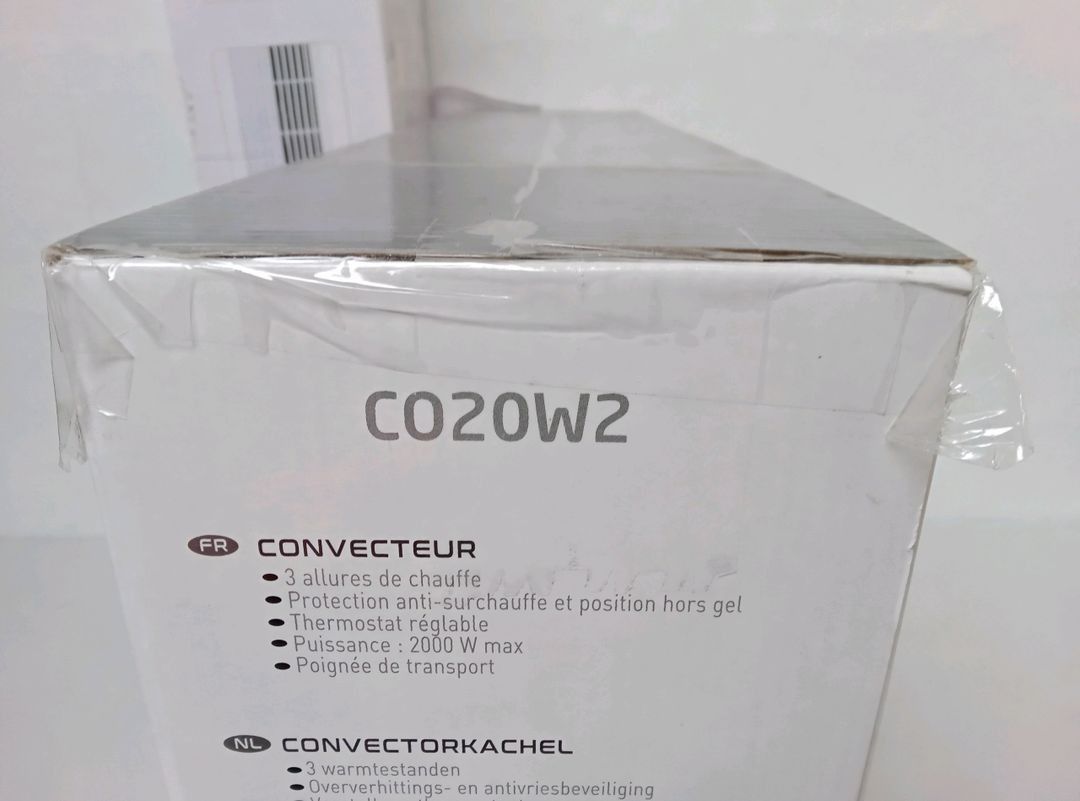 CO20W2
FR CONVECTEUR
• 3 allures de chauffe
• Protection anti-surchauffe et position hors gel
• Thermostat réglable
• Puissance : 2000 W max
• Poignée de transport
NL CONVECTORKACHEL
• 3 warmtestanden
• Oververhittings- en antivriesbeveiliging